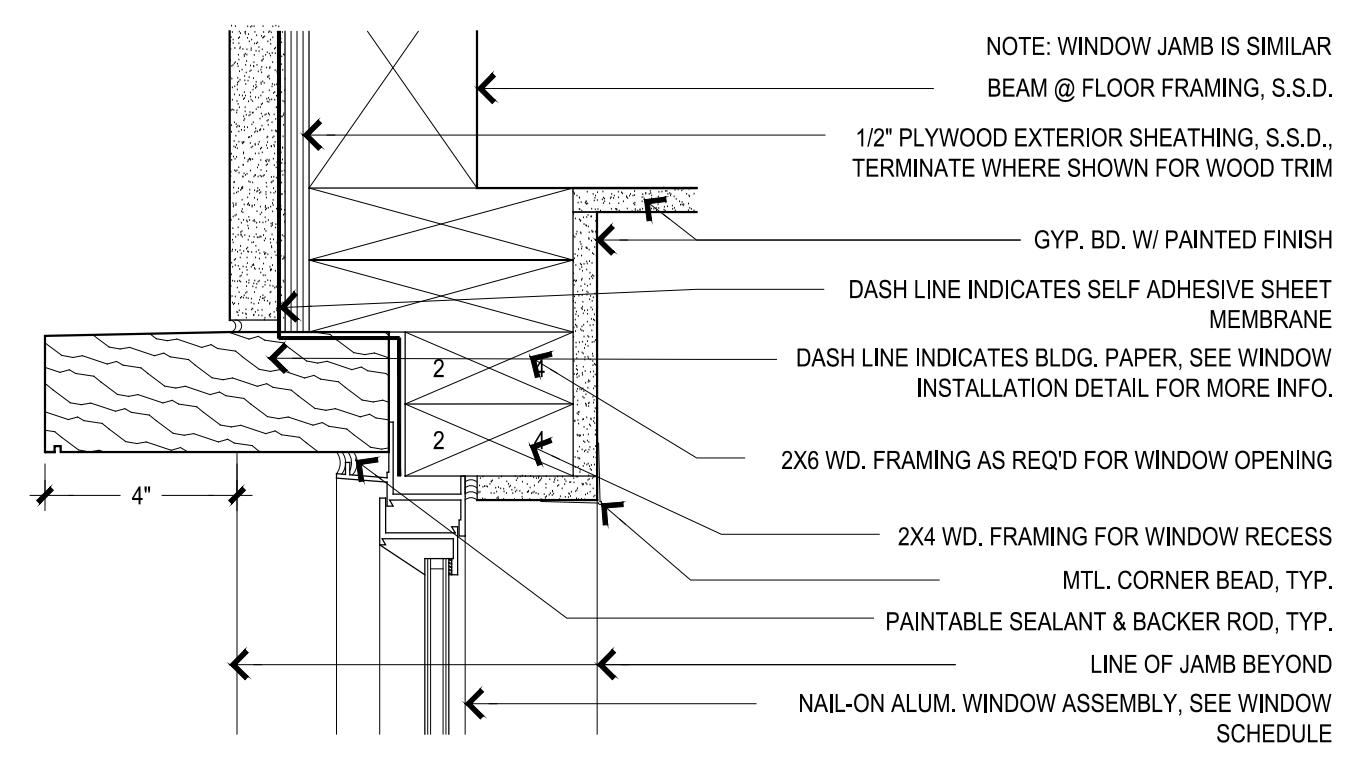 NOTE: WINDOW JAMB IS SIMILAR
BEAM @ FLOOR FRAMING, S.S.D.
1/2" PLYWOOD EXTERIOR SHEATHING, S.S.D.,
TERMINATE WHERE SHOWN FOR WOOD TRIM
GYP. BD. W/ PAINTED FINISH
DASH LINE INDICATES SELF ADHESIVE SHEET
MEMBRANE
DASH LINE INDICATES BLDG. PAPER, SEE WINDOW
INSTALLATION DETAIL FOR MORE INFO.
2 4
2 4
2X6 WD. FRAMING AS REQ'D FOR WINDOW OPENING
4"
2X4 WD. FRAMING FOR WINDOW RECESS
MTL. CORNER BEAD, TYP.
PAINTABLE SEALANT & BACKER ROD, TYP.
LINE OF JAMB BEYOND
NAIL-ON ALUM. WINDOW ASSEMBLY, SEE WINDOW
SCHEDULE